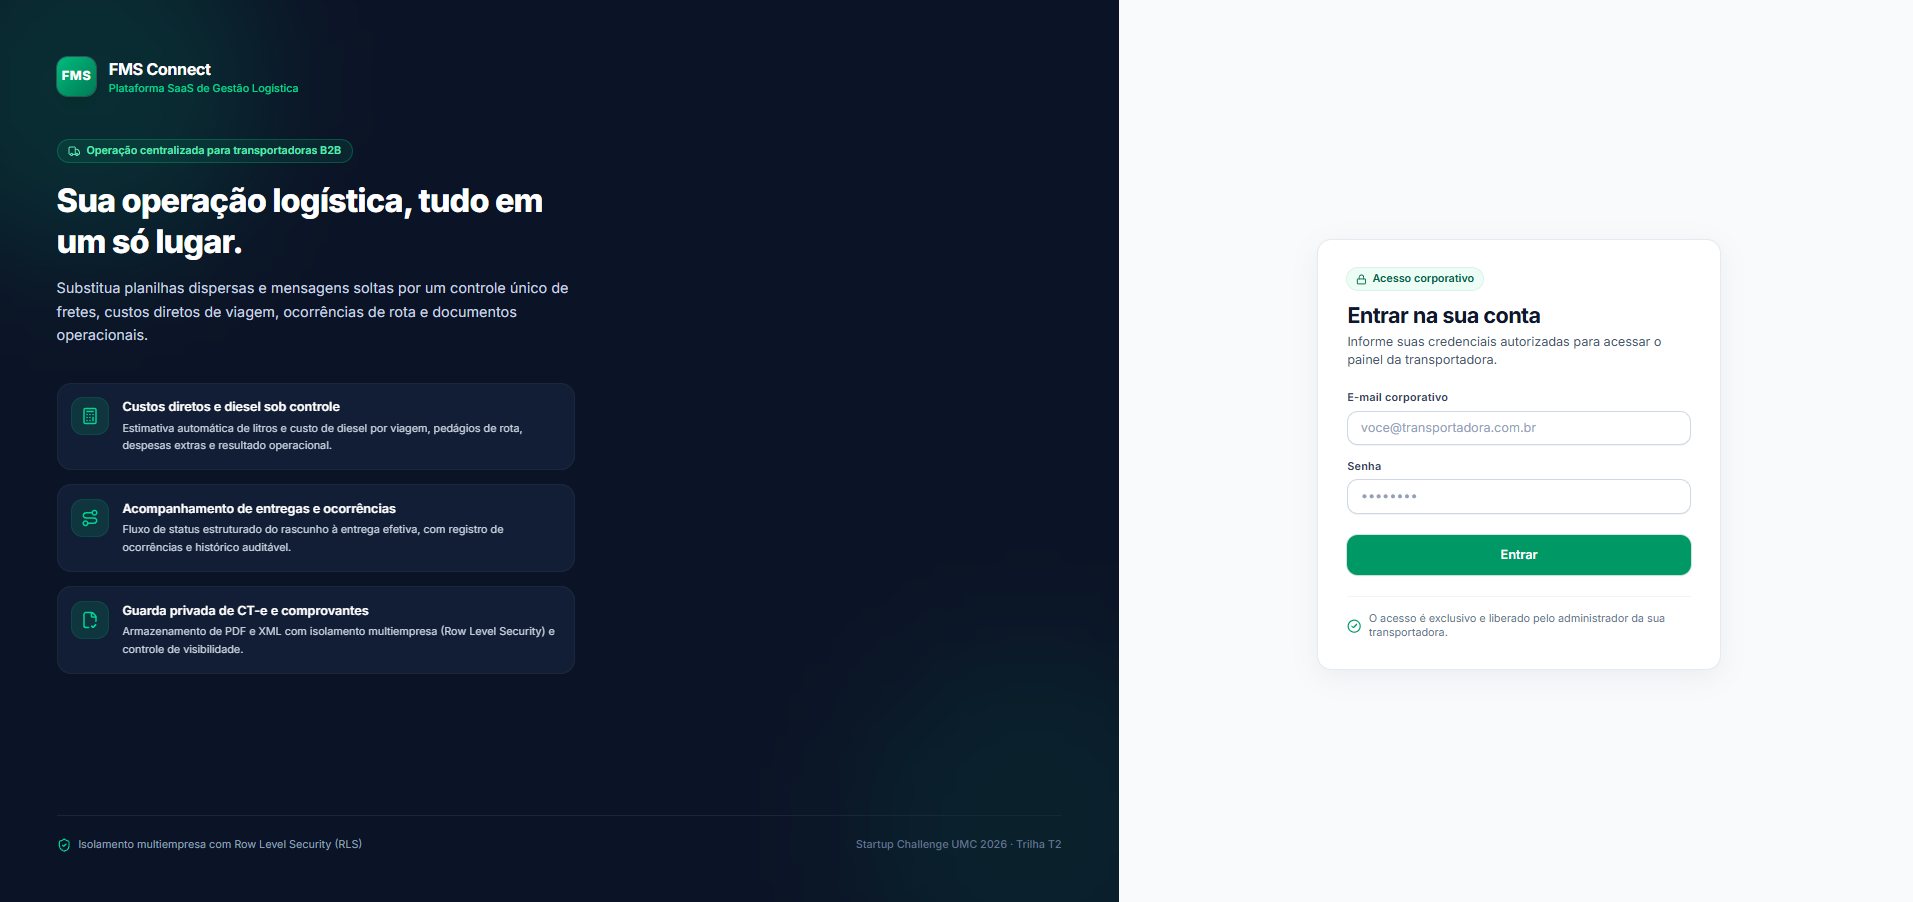 FMS
FMS Connect
Plataforma SaaS de Gestão Logística
Operação centralizada para transportadoras B2B
Sua operação logística, tudo em
um só lugar.
Substitua planilhas dispersas e mensagens soltas por um controle único de
fretes, custos diretos de viagem, ocorrências de rota e documentos
operacionais.
Custos diretos e diesel sob controle
Estimativa automática de litros e custo de diesel por viagem, pedágios de rota,
despesas extras e resultado operacional.
Acompanhamento de entregas e ocorrências
Fluxo de status estruturado do rascunho à entrega efetiva, com registro de
ocorrências e histórico auditável.
Guarda privada de CT-e e comprovantes
Armazenamento de PDF e XML com isolamento multiempresa (Row Level Security) e
controle de visibilidade.
Isolamento multiempresa com Row Level Security (RLS)
Startup Challenge UMC 2026 · Trilha T2
Acesso corporativo
Entrar na sua conta
Informe suas credenciais autorizadas para acessar o
painel da transportadora.
E-mail corporativo
voce@transportadora.com.br
Senha
••••••••
Entrar
O acesso é exclusivo e liberado pelo administrador da sua
transportadora.